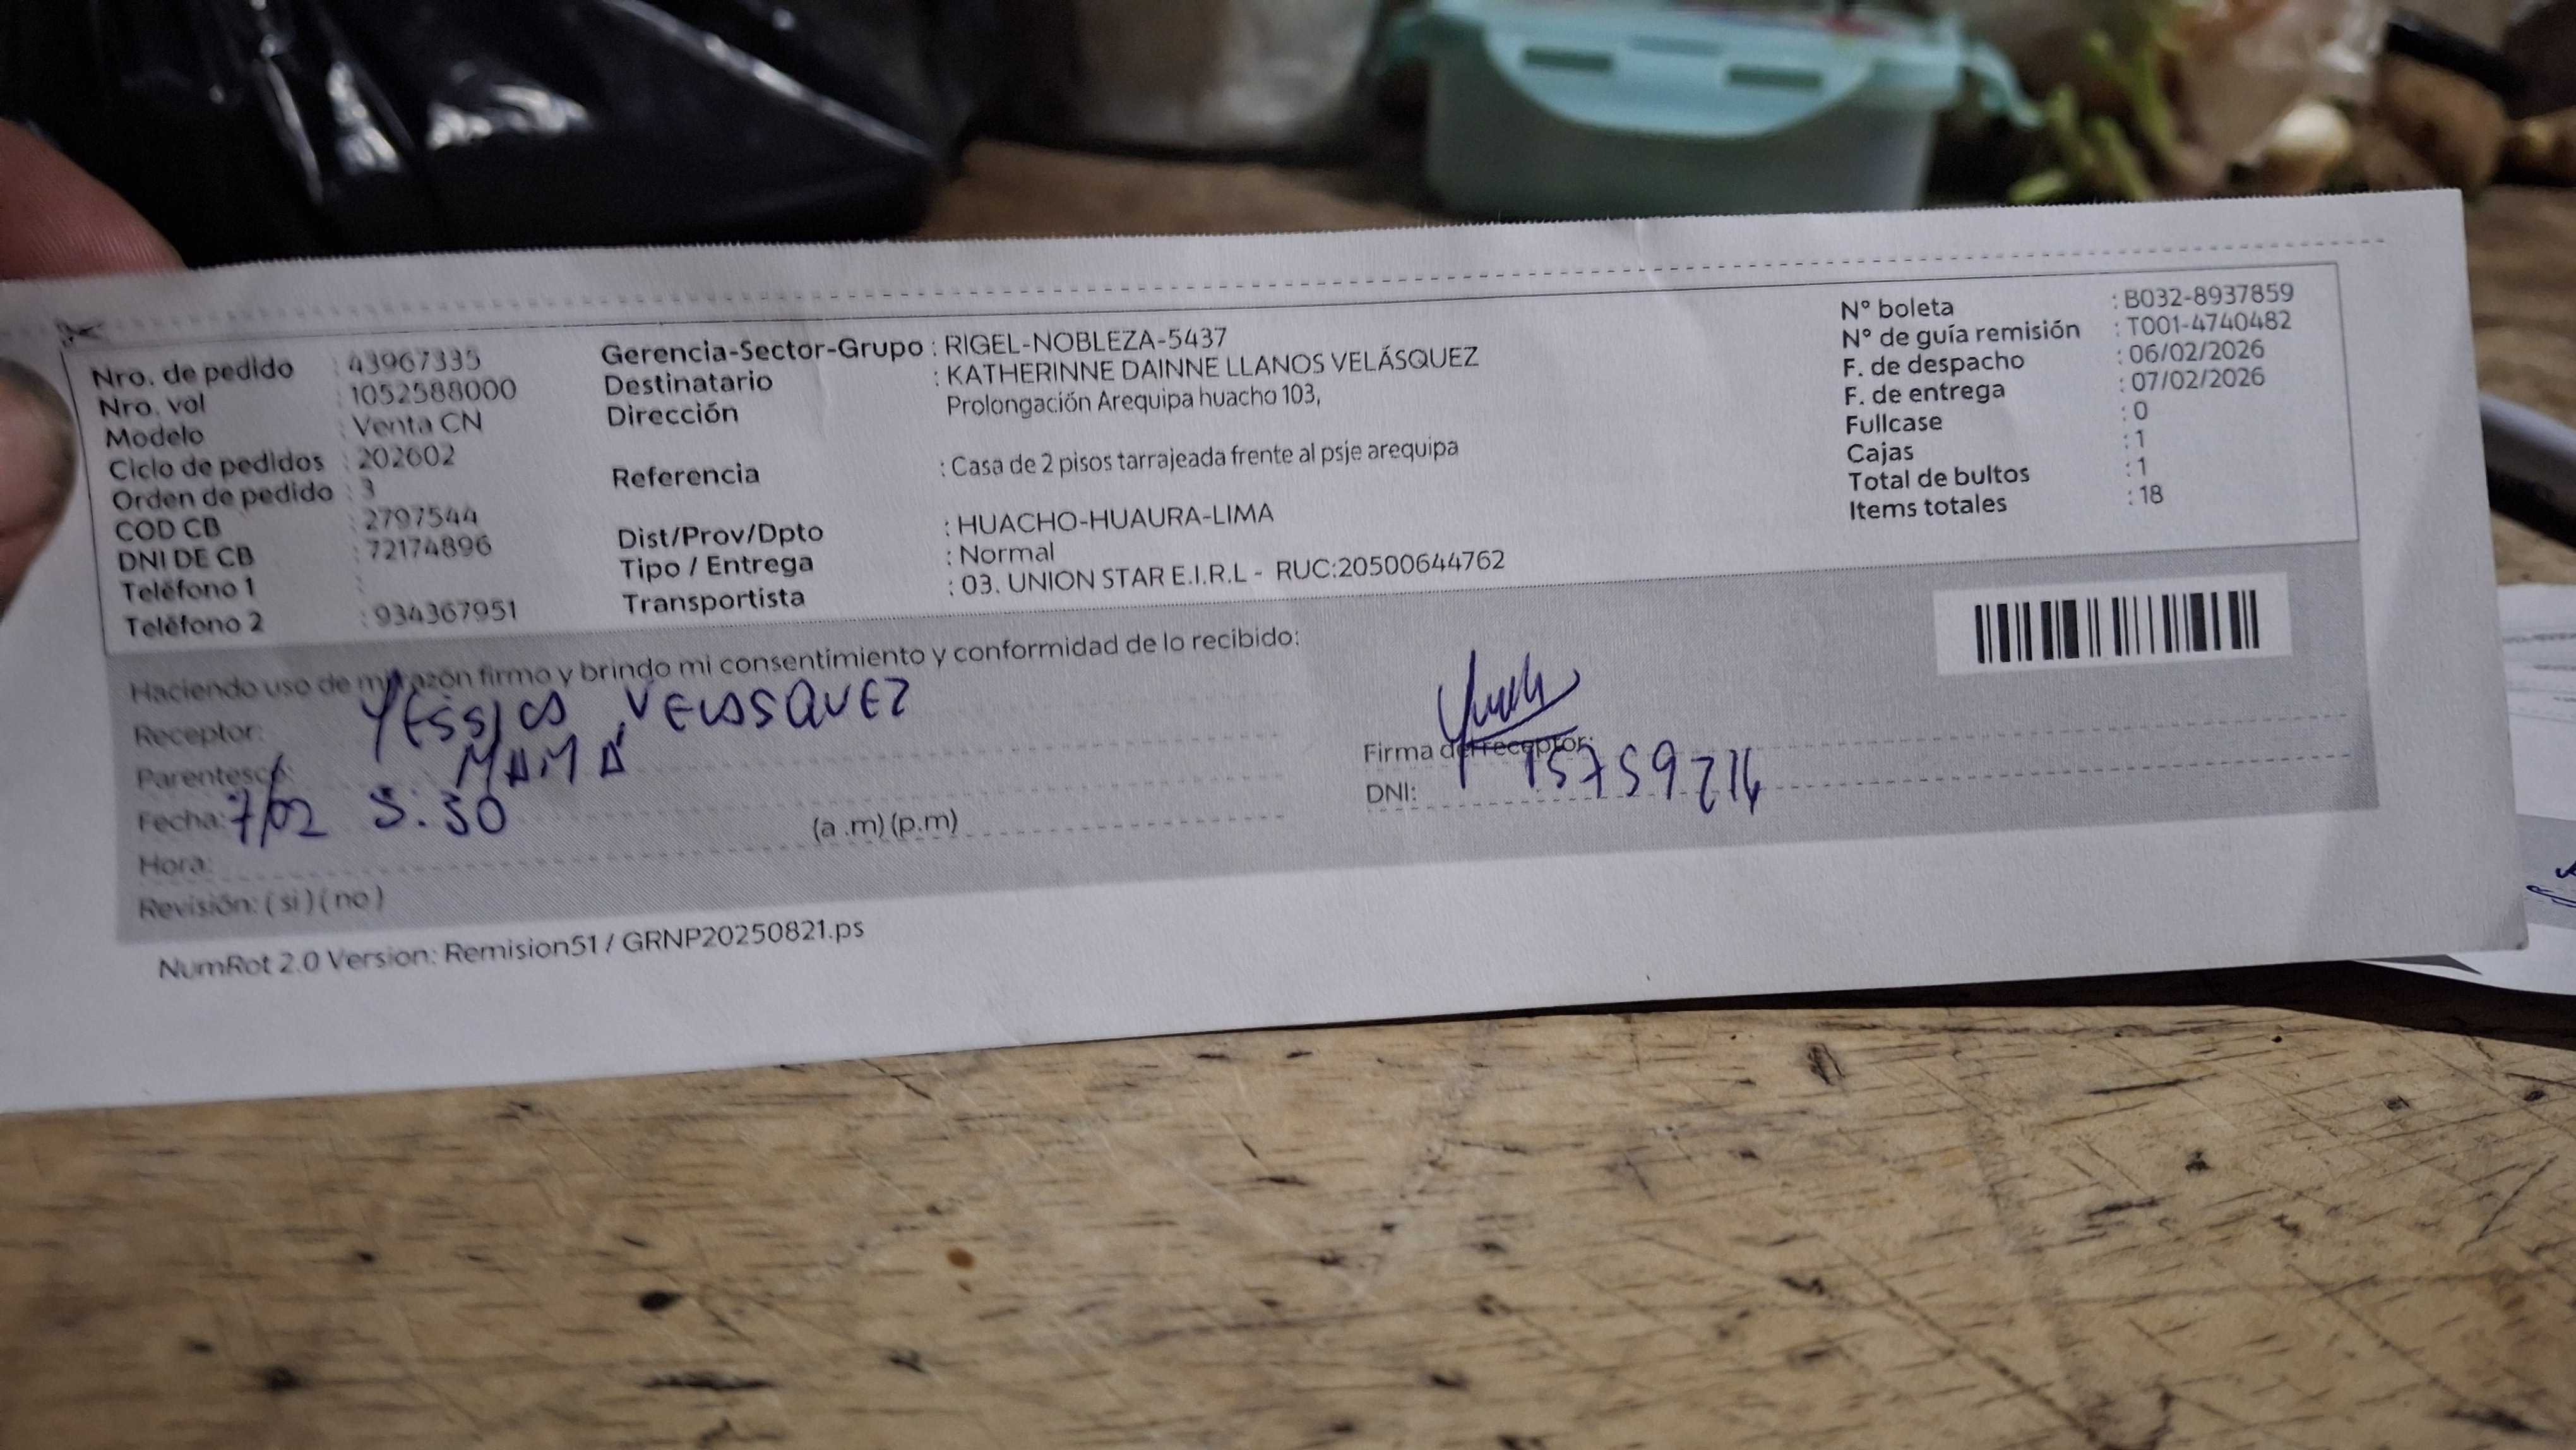 Nro. de pedido : 43967335
Nro. vol : 1052588000
Modelo : Venta CN
Ciclo de pedidos : 202602
Orden de pedido : 3
COD CB : 2797544
DNI DE CB : 72174896
Teléfono 1 :
Teléfono 2 : 934367951
Gerencia-Sector-Grupo : RIGEL-NOBLEZA-5437
Destinatario : KATHERINNE DAINNE LLANOS VELÁSQUEZ
Dirección Prolongación Arequipa huacho 103,
Referencia : Casa de 2 pisos tarrajeada frente al psje arequipa
Dist/Prov/Dpto : HUACHO-HUAURA-LIMA
Tipo / Entrega : Normal
Transportista : 03. UNION STAR E.I.R.L - RUC:20500644762
N° boleta : B032-8937859
N° de guía remisión : T001-4740482
F. de despacho : 06/02/2026
F. de entrega : 07/02/2026
Fullcase : 0
Cajas : 1
Total de bultos : 1
Items totales : 18
Haciendo uso de mi razón firmo y brindo mi consentimiento y conformidad de lo recibido:
Receptor: YESSICA VELASQUEZ
Parentesco: MAMÁ
Fecha: 7/02 5:30
Hora: (a .m) (p.m)
Revisión: ( si ) ( no )
Firma del receptor:
DNI:
NumRot 2.0 Version: Remision51 / GRNP20250821.ps